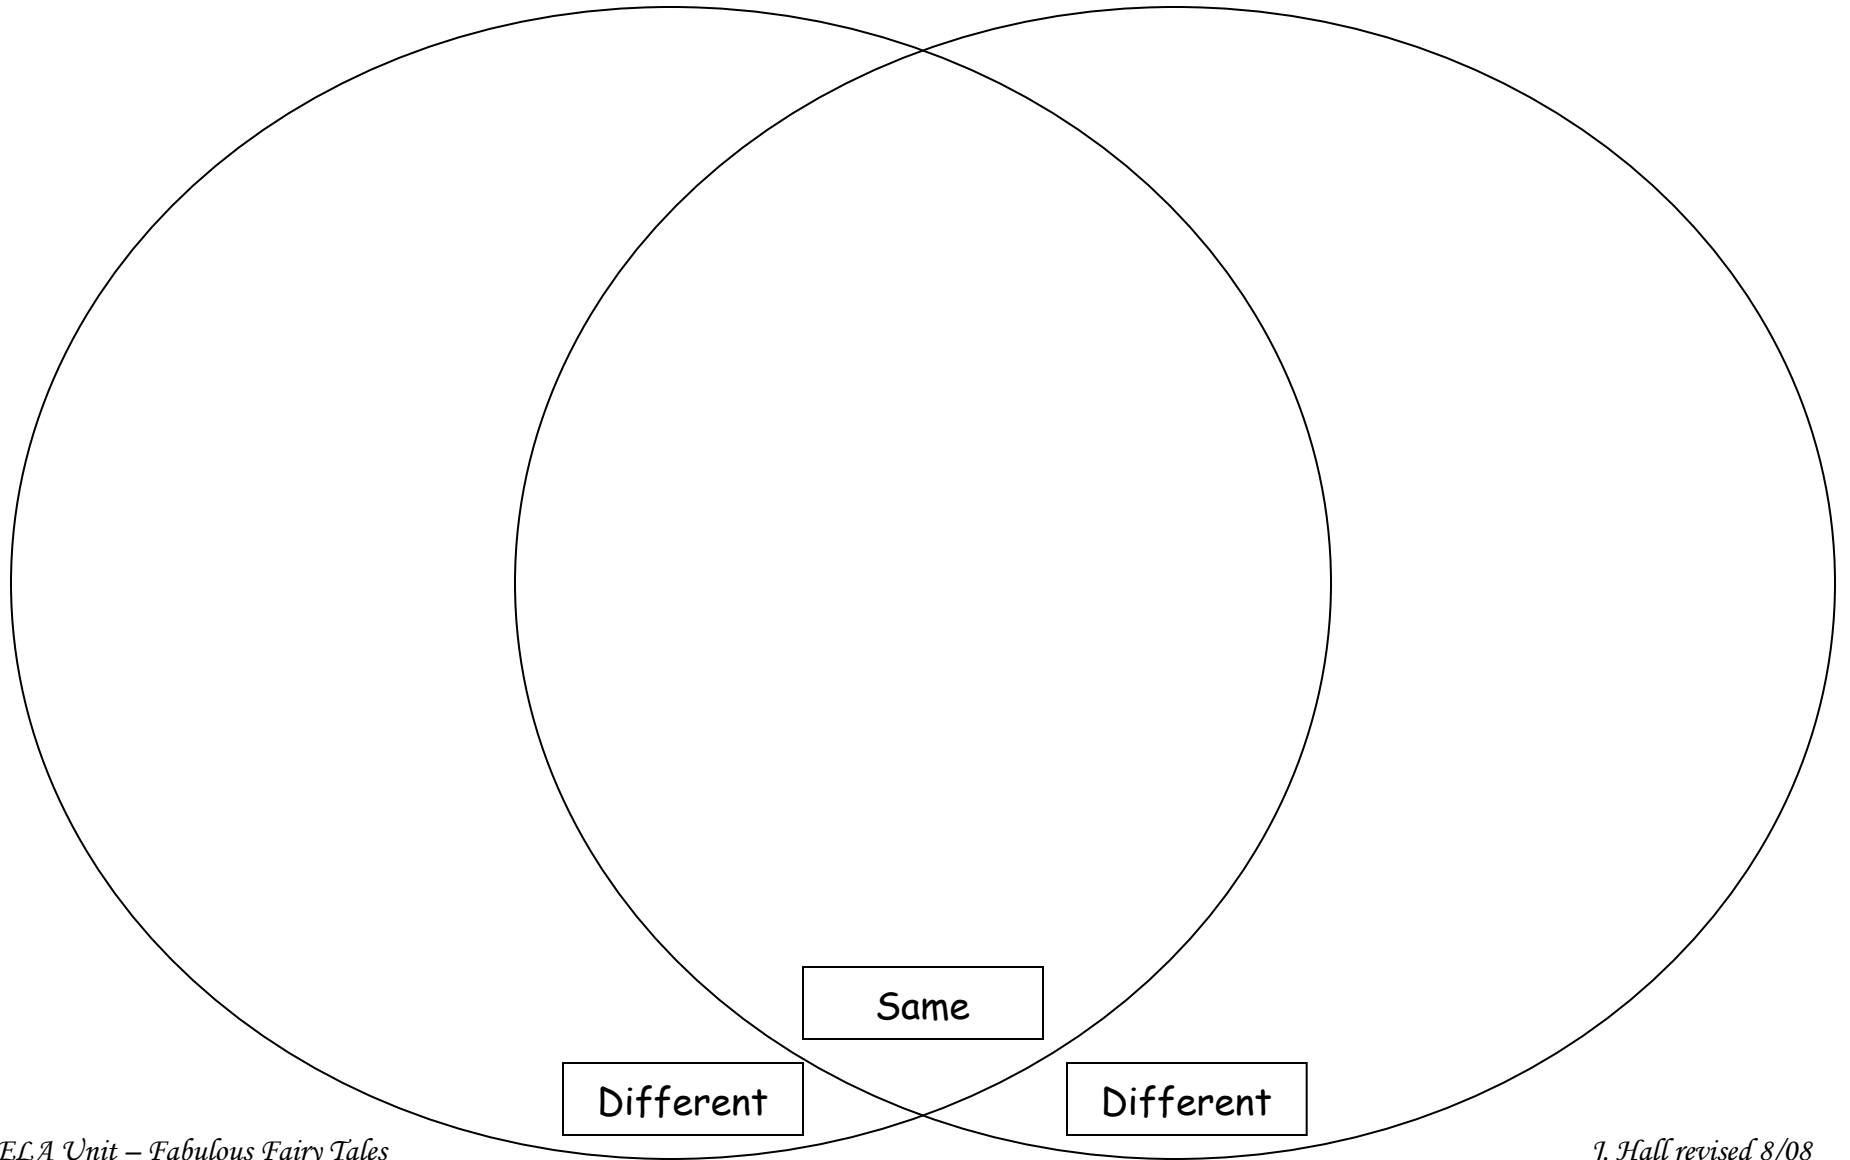 Same
Different Different
ELA Unit – Fabulous Fairy Tales J. Hall revised 8/08